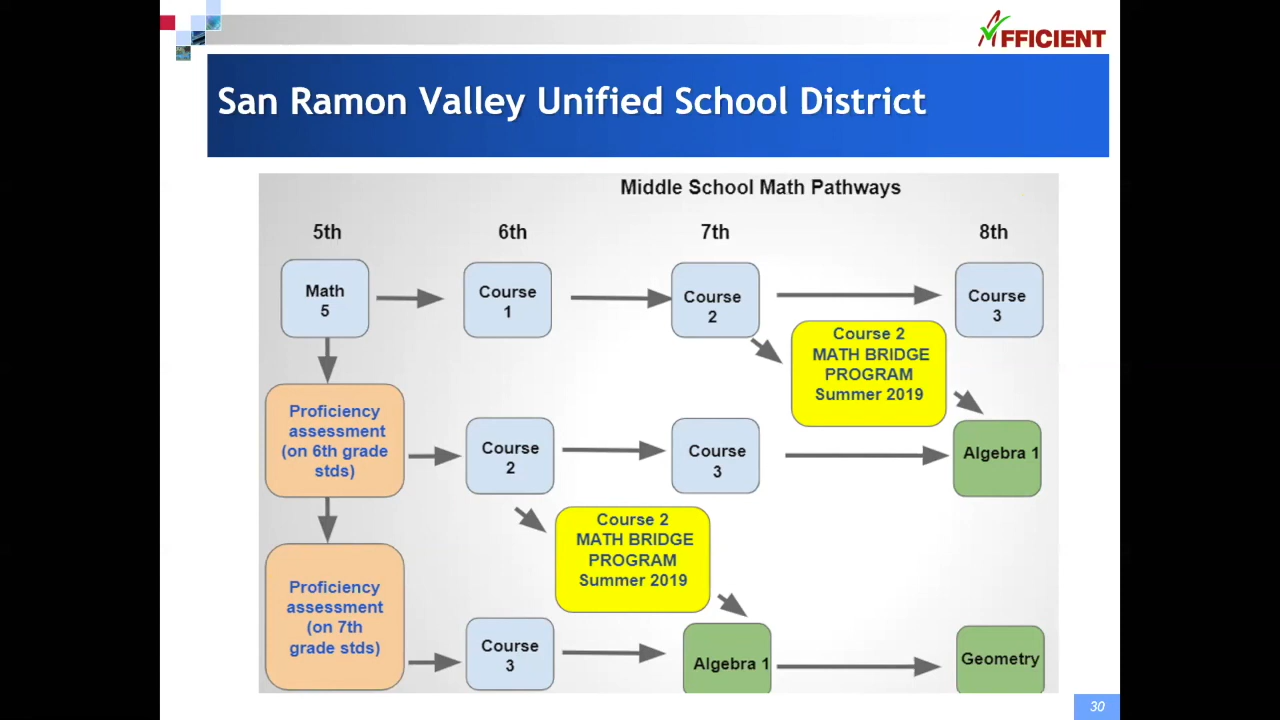 AFFICIENT
San Ramon Valley Unified School District
Middle School Math Pathways
5th
6th
7th
8th
Math
5
Course
1
Course
2
Course
3
Course 2
MATH BRIDGE
PROGRAM
Summer 2019
Proficiency
assessment
(on 6th grade
stds)
Course
2
Course
3
Algebra 1
Course 2
MATH BRIDGE
PROGRAM
Summer 2019
Proficiency
assessment
(on 7th
grade stds)
Course
3
Algebra 1
Geometry
30